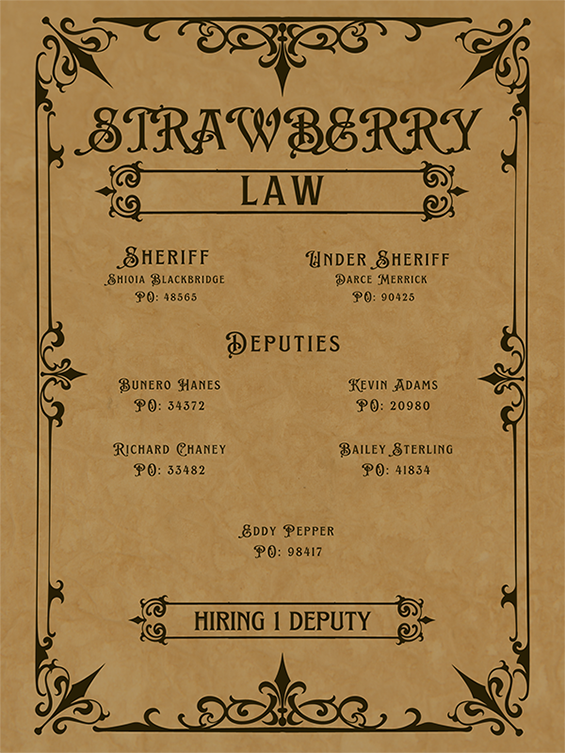 STRAWBERRY
LAW
SHERIFF
SHIOIA BLACKBRIDGE
PO: 48565
UNDER SHERIFF
DARCE MERRICK
PO: 90425
DEPUTIES
BUNERO HANES
PO: 34372
KEVIN ADAMS
PO: 20980
RICHARD CHANEY
PO: 33482
BAILEY STERLING
PO: 41834
EDDY PEPPER
PO: 98417
HIRING 1 DEPUTY